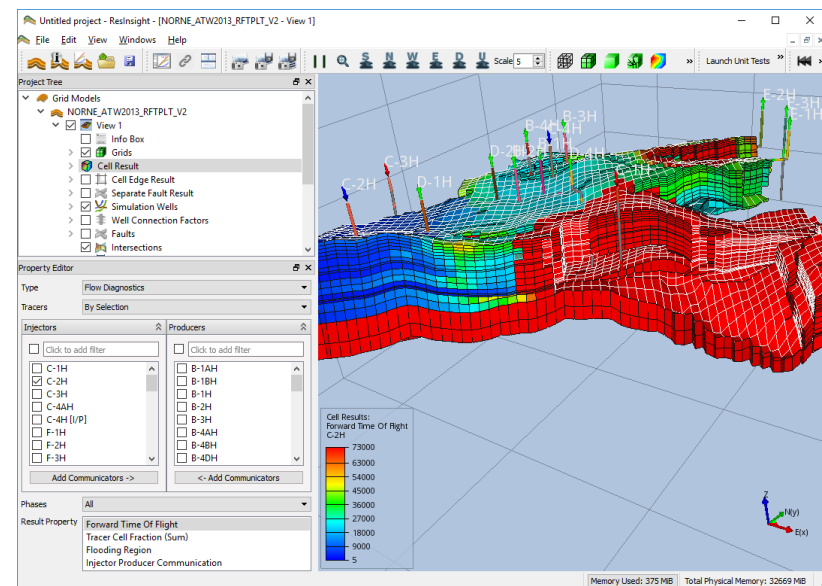 Untitled project - ResInsight - [NORNE_ATW2013_RFTPLT_V2 - View 1]
File Edit View Windows Help
S N W E D U Scale 5 » Launch Unit Tests »
Project Tree
Grid Models
NORNE_ATW2013_RFTPLT_V2
View 1
Info Box
Grids
Cell Result
Cell Edge Result
Separate Fault Result
Simulation Wells
Well Connection Factors
Faults
Intersections
Property Editor
Type Flow Diagnostics
Tracers By Selection
Injectors Producers
Click to add filter Click to add filter
C-1H B-1AH
C-2H B-1BH
C-3H B-1H
C-4AH B-2H
C-4H [I/P] B-3H
F-1H B-4AH
F-2H B-4BH
F-3H B-4DH
Add Communicators -> <- Add Communicators
Phases All
Result Property Forward Time Of Flight
Tracer Cell Fraction (Sum)
Flooding Region
Injector Producer Communication
E-2H
E-3H
B-3H
C-3H
C-2H
D-1H
Cell Results:
Forward Time Of Flight
C-2H
73000
63000
54000
45000
36000
27000
18000
9000
5
Z
N(y)
E(x)
Memory Used: 375 MiB Total Physical Memory: 32669 MiB